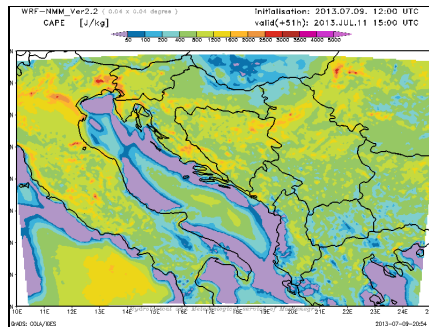 WRF-NMM_Ver2.2 ( 0.04 x 0.04 degree ) Initialisation: 2013.07.09. 12:00 UTC
CAPE [J/kg] valid(+51h): 2013.JUL.11 15:00 UTC
50 100 200 400 800 1200 1600 2000 2500 3000 3500 4000 5000
N
N
N
N
N
N
N
N
N
10E 11E 12E 13E 14E 15E 16E 17E 18E 19E 20E 21E 22E 23E 24E 2
GrADS: COLA/IGES 2013-07-09-20:54